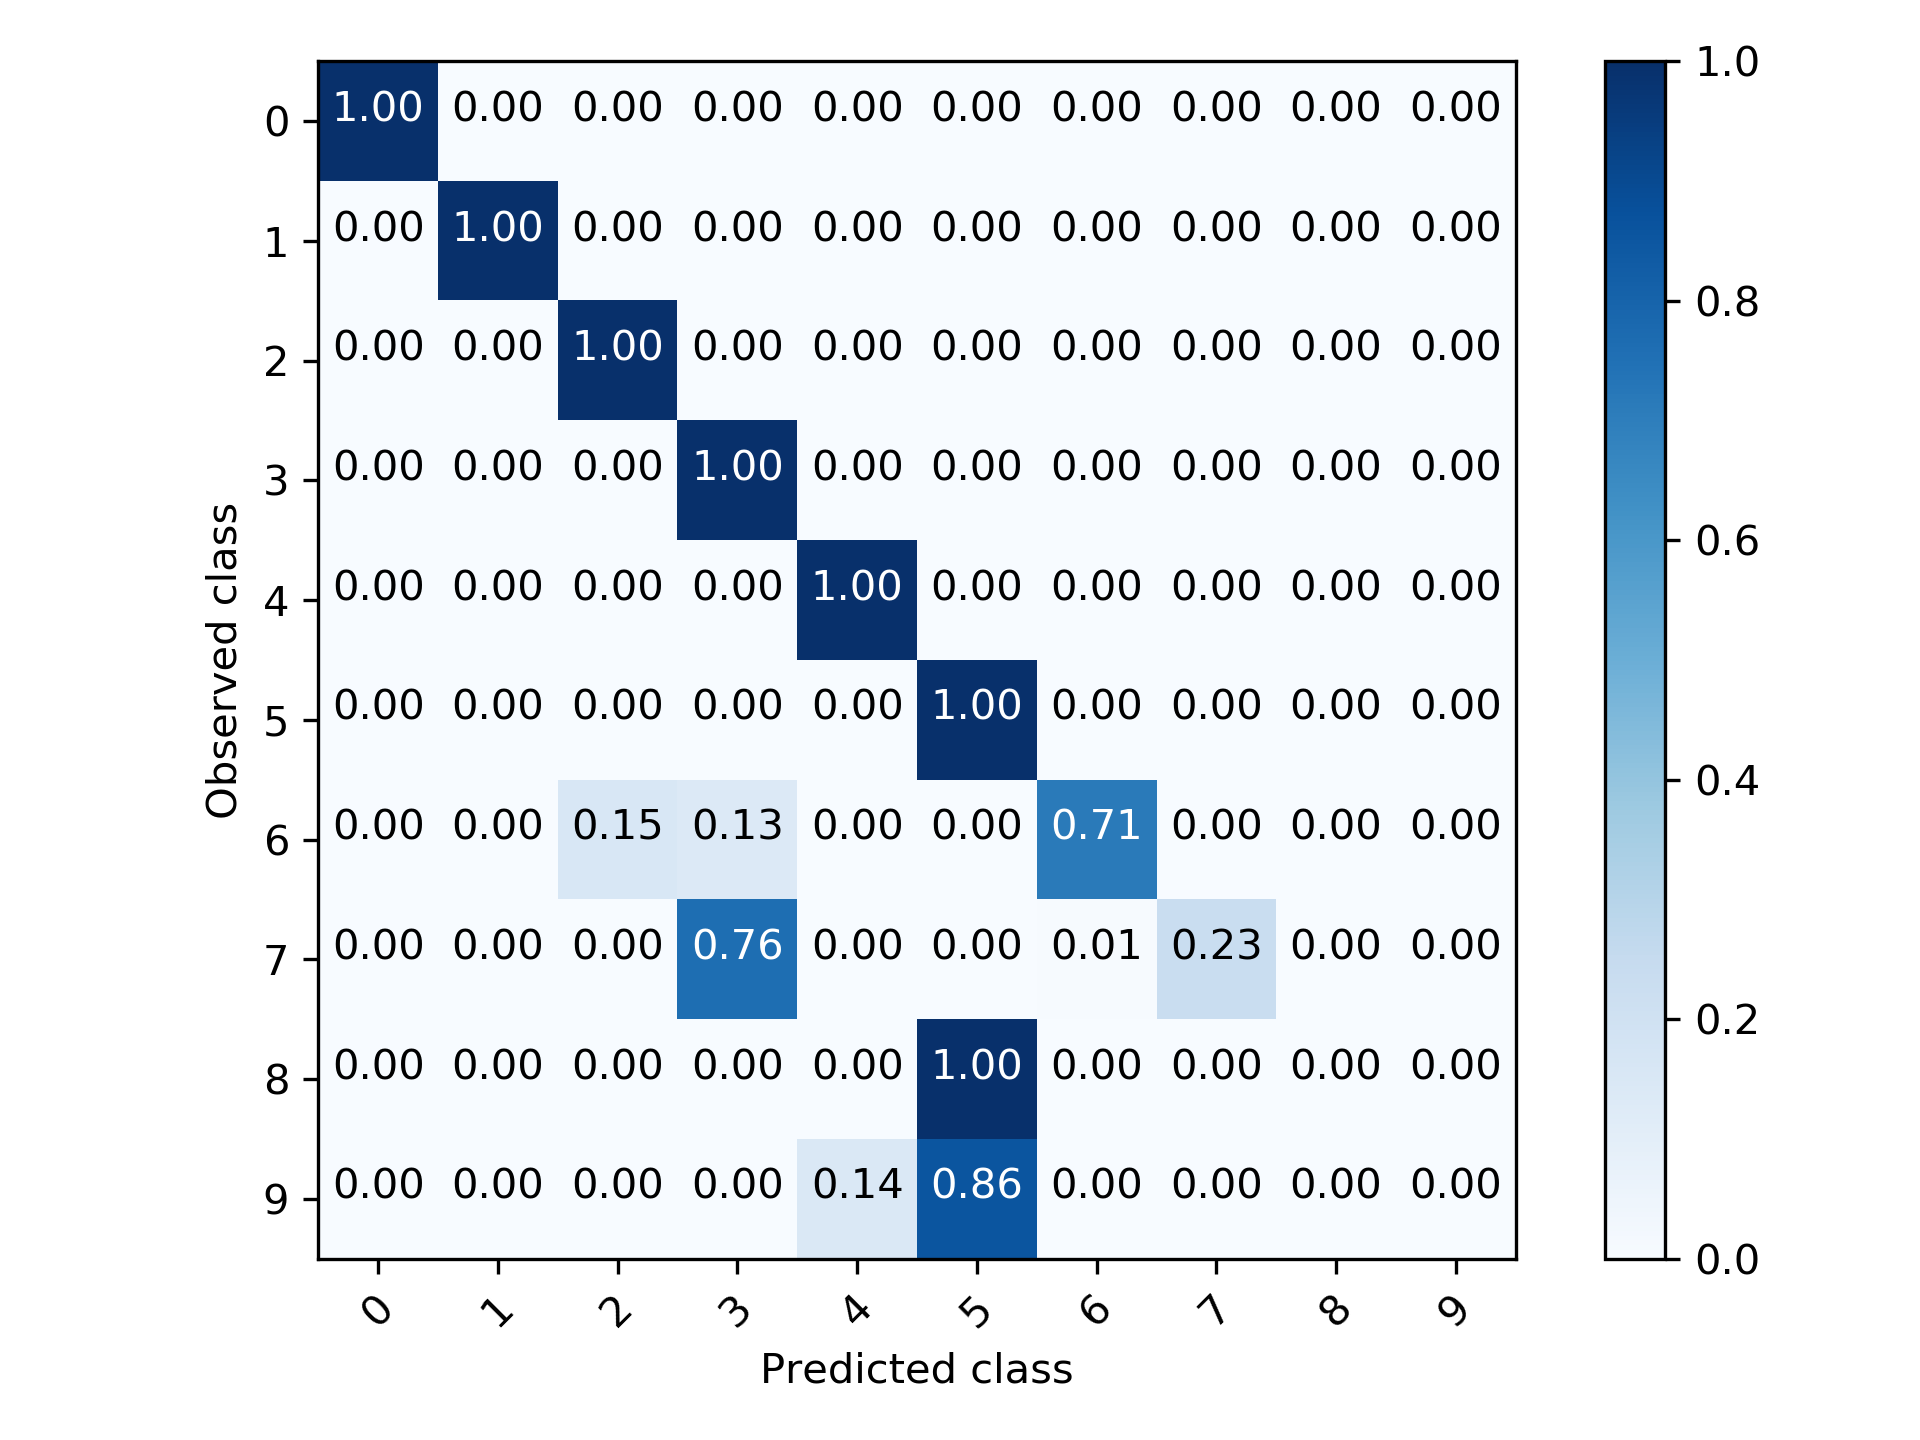 0 1.00 0.00 0.00 0.00 0.00 0.00 0.00 0.00 0.00 0.00
1 0.00 1.00 0.00 0.00 0.00 0.00 0.00 0.00 0.00 0.00
2 0.00 0.00 1.00 0.00 0.00 0.00 0.00 0.00 0.00 0.00
3 0.00 0.00 0.00 1.00 0.00 0.00 0.00 0.00 0.00 0.00
4 0.00 0.00 0.00 0.00 1.00 0.00 0.00 0.00 0.00 0.00
5 0.00 0.00 0.00 0.00 0.00 1.00 0.00 0.00 0.00 0.00
6 0.00 0.00 0.15 0.13 0.00 0.00 0.71 0.00 0.00 0.00
7 0.00 0.00 0.00 0.76 0.00 0.00 0.01 0.23 0.00 0.00
8 0.00 0.00 0.00 0.00 0.00 1.00 0.00 0.00 0.00 0.00
9 0.00 0.00 0.00 0.00 0.14 0.86 0.00 0.00 0.00 0.00
0 1 2 3 4 5 6 7 8 9
Predicted class
Observed class
1.0
0.8
0.6
0.4
0.2
0.0